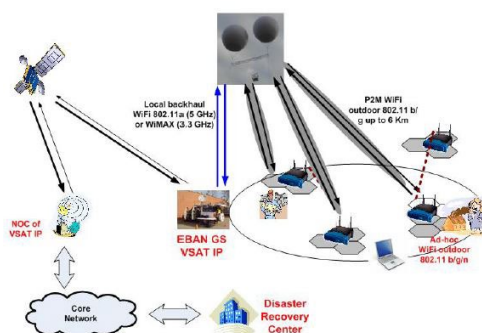 Local backhaul
WiFi 802.11a (5 GHz)
or WiMAX (3.3 GHz)
P2M WiFi
outdoor 802.11 b/
g up to 6 Km
NOC of
VSAT IP
EBAN GS
VSAT IP
Ad-hoc
WiFi outdoor
802.11 b/g/n
Core
Network
Disaster
Recovery
Center